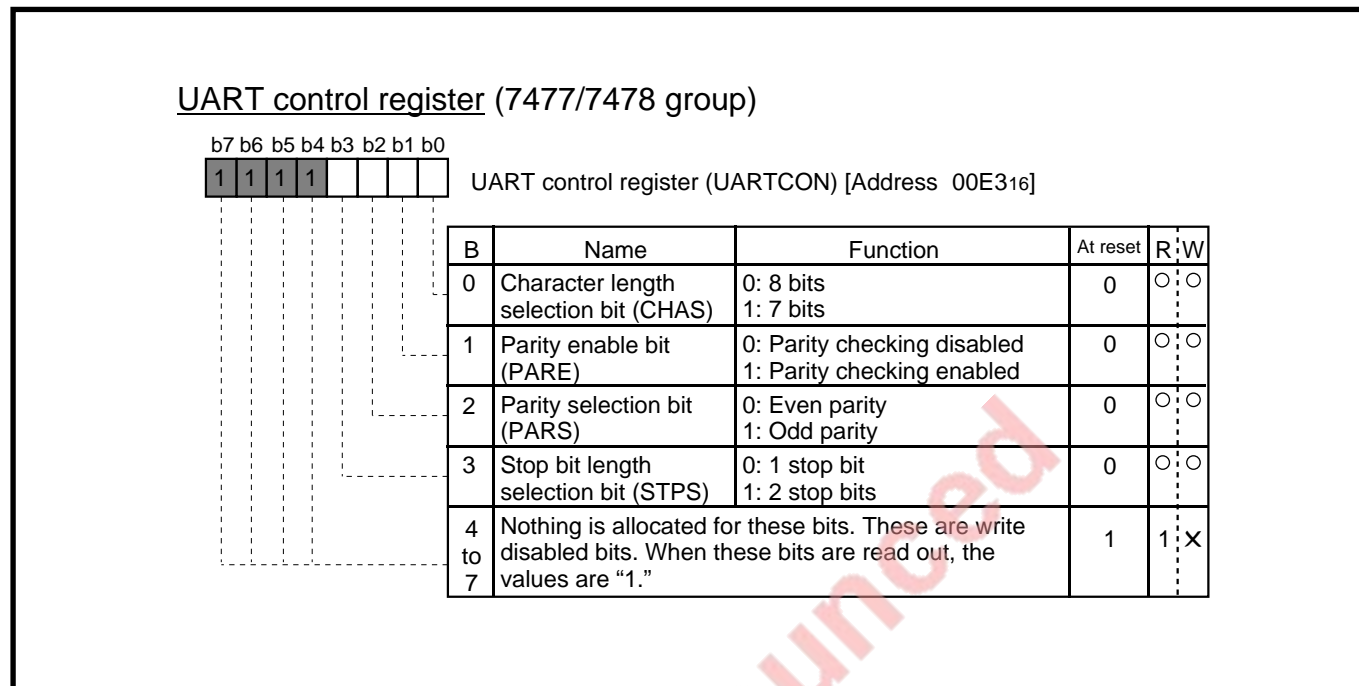 UART control register (7477/7478 group)
b7 b6 b5 b4 b3 b2 b1 b0
1 1 1 1
UART control register (UARTCON) [Address 00E316]
B Name Function At reset R W
0 Character length 0: 8 bits 0 ○ ○
selection bit (CHAS) 1: 7 bits
1 Parity enable bit 0: Parity checking disabled 0 ○ ○
(PARE) 1: Parity checking enabled
2 Parity selection bit 0: Even parity 0 ○ ○
(PARS) 1: Odd parity
3 Stop bit length 0: 1 stop bit 0 ○ ○
selection bit (STPS) 1: 2 stop bits
4 Nothing is allocated for these bits. These are write 1 1 ×
to disabled bits. When these bits are read out, the
7 values are “1.”